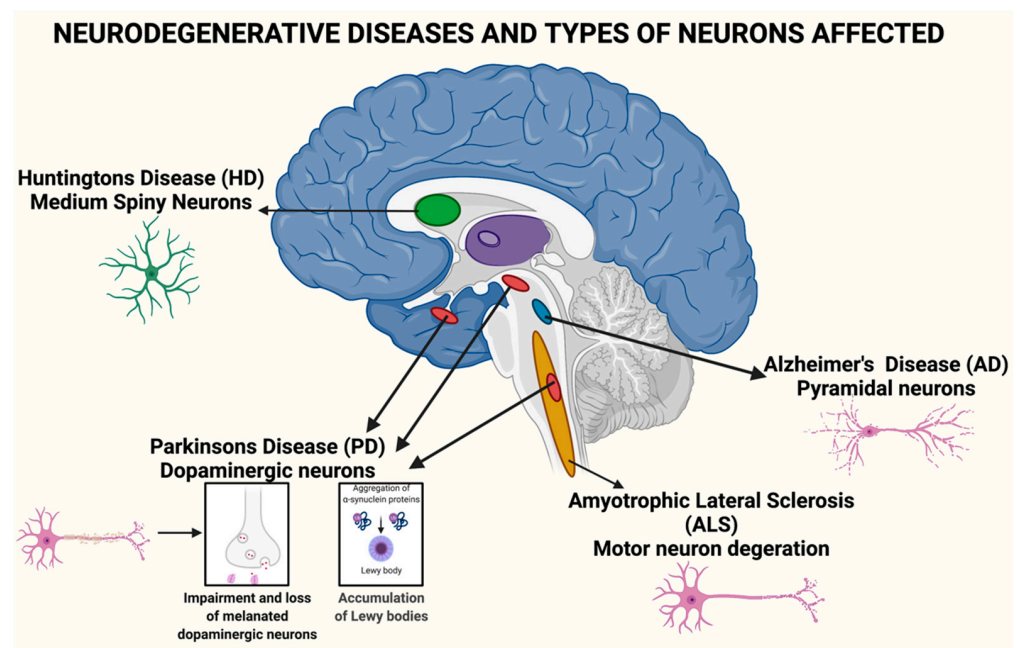 NEURODEGENERATIVE DISEASES AND TYPES OF NEURONS AFFECTED
Huntingtons Disease (HD)
Medium Spiny Neurons
Alzheimer's Disease (AD)
Pyramidal neurons
Parkinsons Disease (PD)
Dopaminergic neurons
Aggregation of
α-synuclein proteins
Lewy body
Impairment and loss
of melanated
dopaminergic neurons
Accumulation
of Lewy bodies
Amyotrophic Lateral Sclerosis
(ALS)
Motor neuron degeration